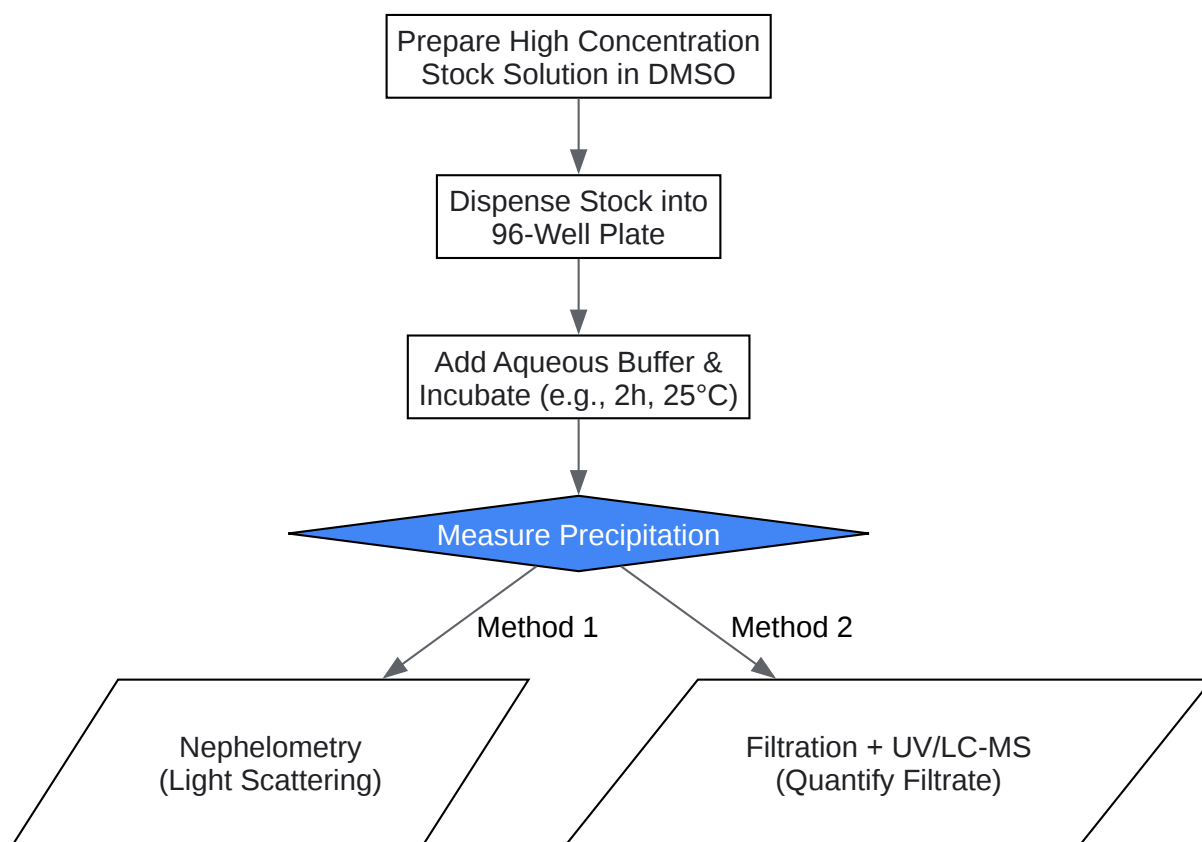 Prepare High Concentration
Stock Solution in DMSO
Dispense Stock into
96-Well Plate
Add Aqueous Buffer &
Incubate (e.g., 2h, 25°C)
Measure Precipitation
Method 1
Method 2
Nephelometry
(Light Scattering)
Filtration + UV/LC-MS
(Quantify Filtrate)